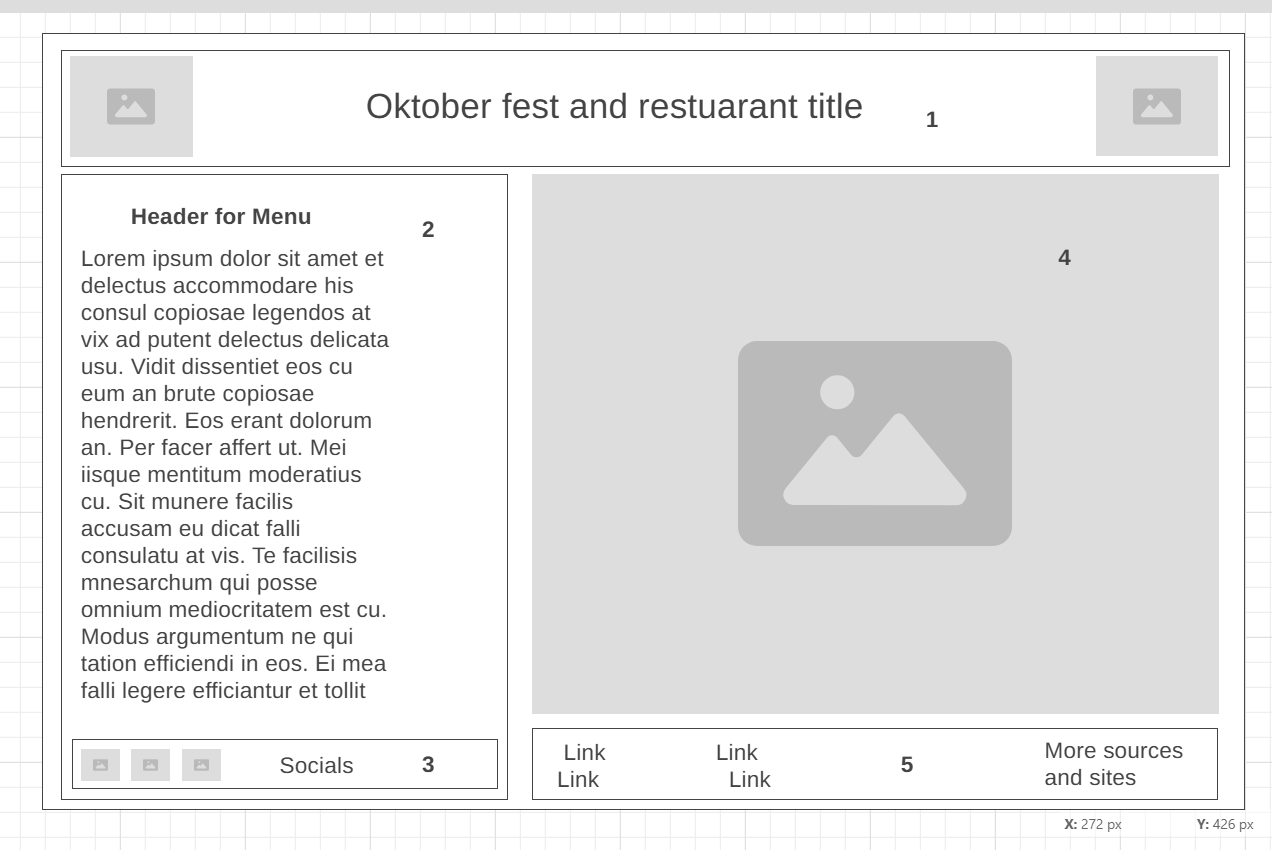 Oktober fest and restuarant title
1
Header for Menu
2
Lorem ipsum dolor sit amet et
delectus accommodare his
consul copiosae legendos at
vix ad putent delectus delicata
usu. Vidit dissentiet eos cu
eum an brute copiosae
hendrerit. Eos erant dolorum
an. Per facer affert ut. Mei
iisque mentitum moderatius
cu. Sit munere facilis
accusam eu dicat falli
consulatu at vis. Te facilisis
mnesarchum qui posse
omnium mediocritatem est cu.
Modus argumentum ne qui
tation efficiendi in eos. Ei mea
falli legere efficiantur et tollit
Socials
3
4
Link Link
Link Link
5
More sources
and sites
X: 272 px Y: 426 px